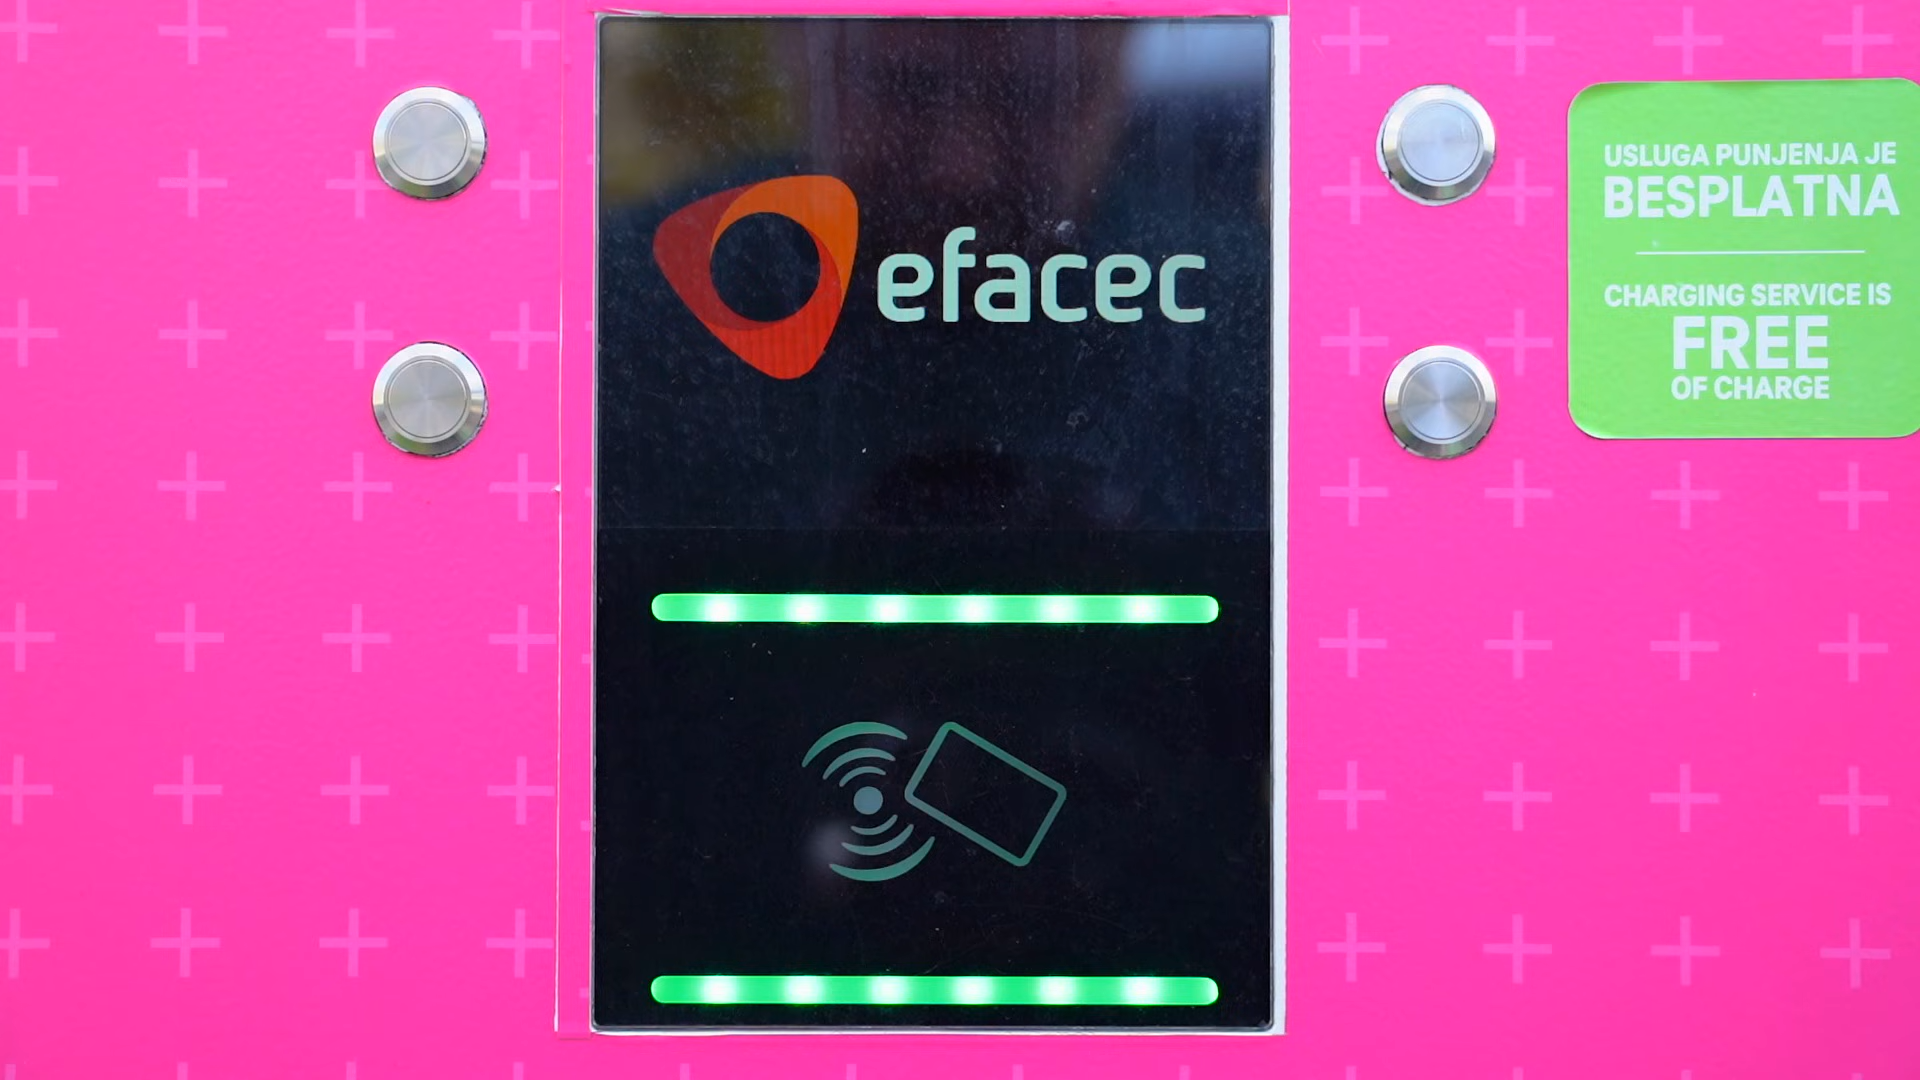 efacec
USLUGA PUNJENJA JE
BESPLATNA
CHARGING SERVICE IS
FREE
OF CHARGE